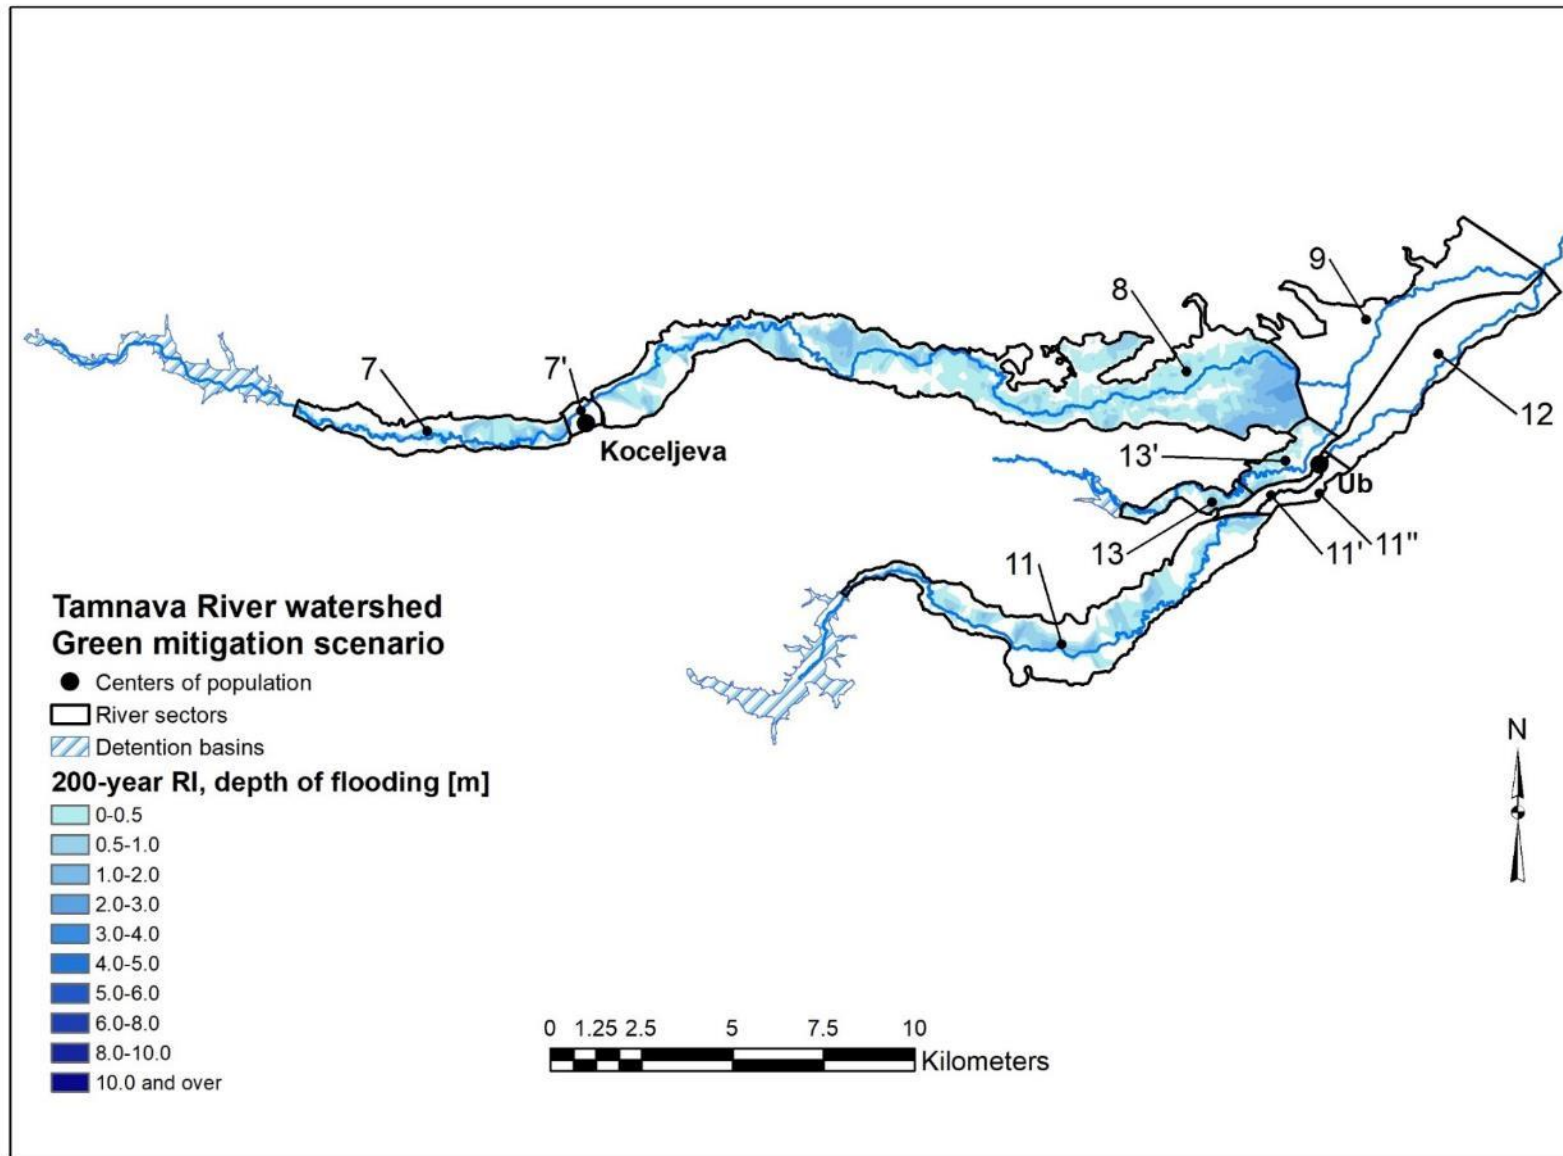 9
8
7
7'
Koceljeva
12
13'
Ub
13
11'
11"
11
Tamnava River watershed
Green mitigation scenario
Centers of population
River sectors
Detention basins
200-year RI, depth of flooding [m]
0-0.5
0.5-1.0
1.0-2.0
2.0-3.0
3.0-4.0
4.0-5.0
5.0-6.0
6.0-8.0
8.0-10.0
10.0 and over
N
0 1.25 2.5 5 7.5 10
Kilometers